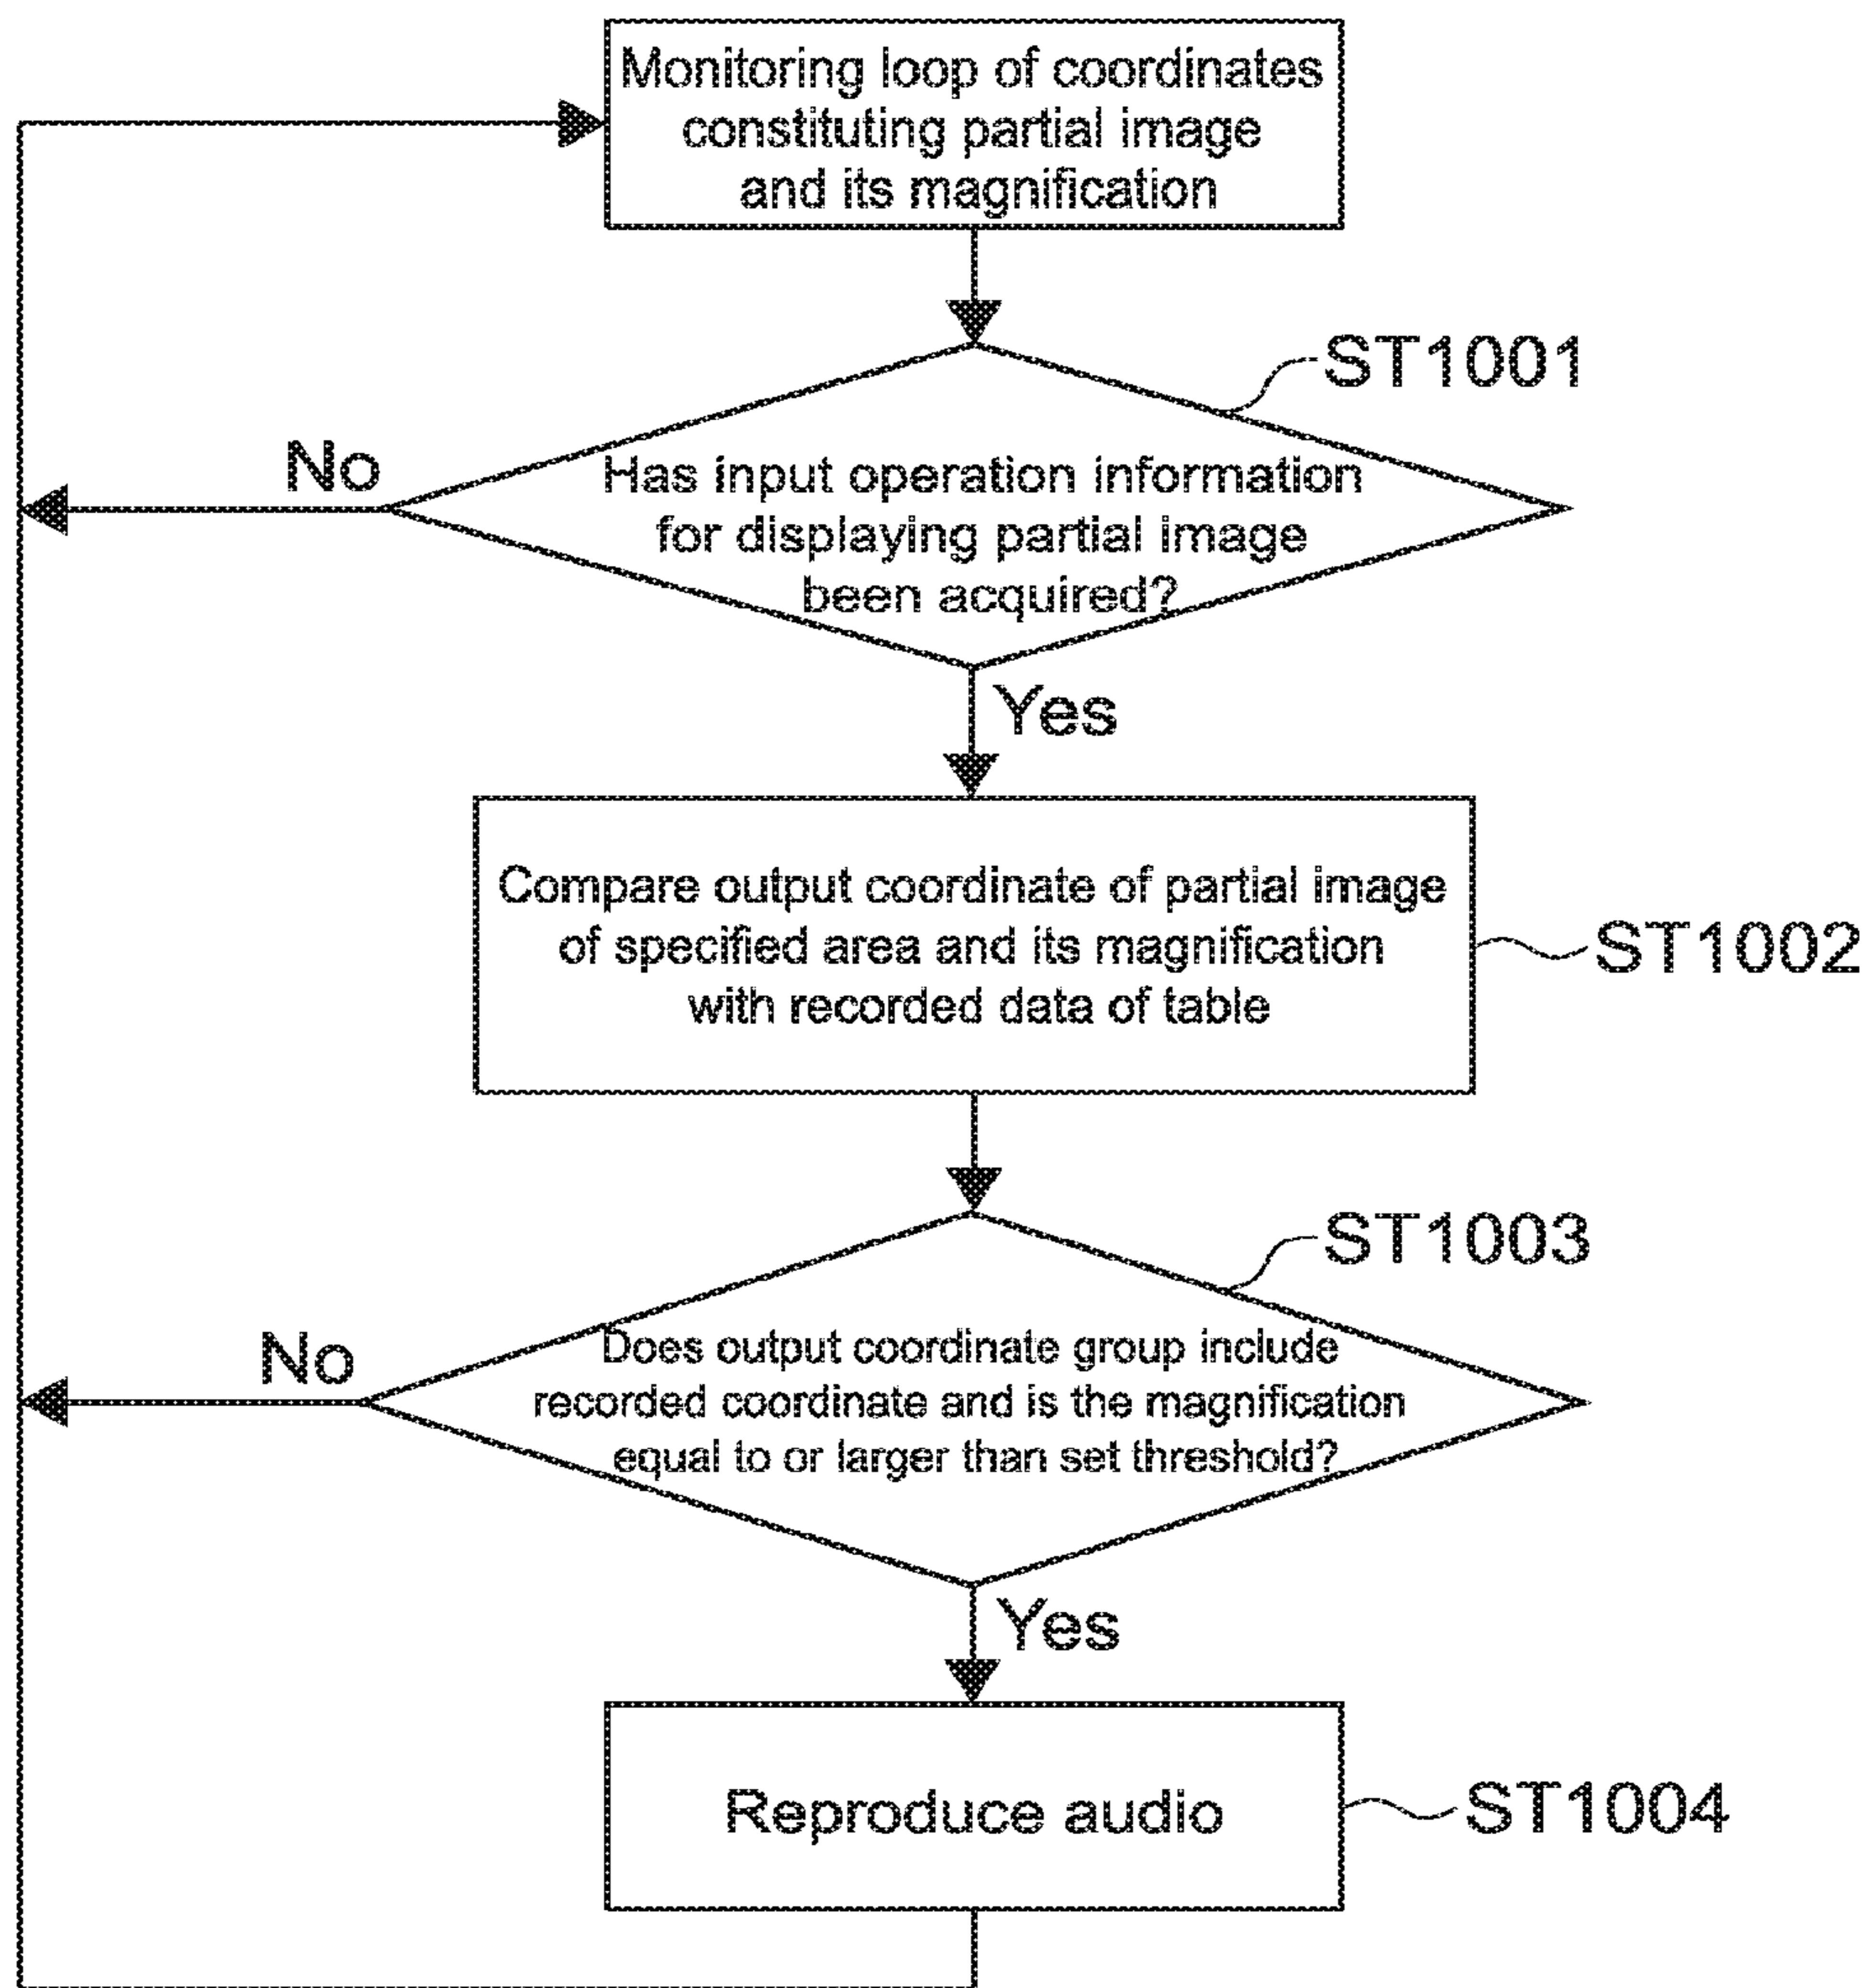 Monitoring loop of coordinates
constituting partial image
and its magnification
ST1001
No
Has input operation information
for displaying partial image
been acquired?
Yes
Compare output coordinate of partial image
of specified area and its magnification
with recorded data of table
ST1002
ST1003
No
Does output coordinate group include
recorded coordinate and is the magnification
equal to or larger than set threshold?
Yes
Reproduce audio
ST1004